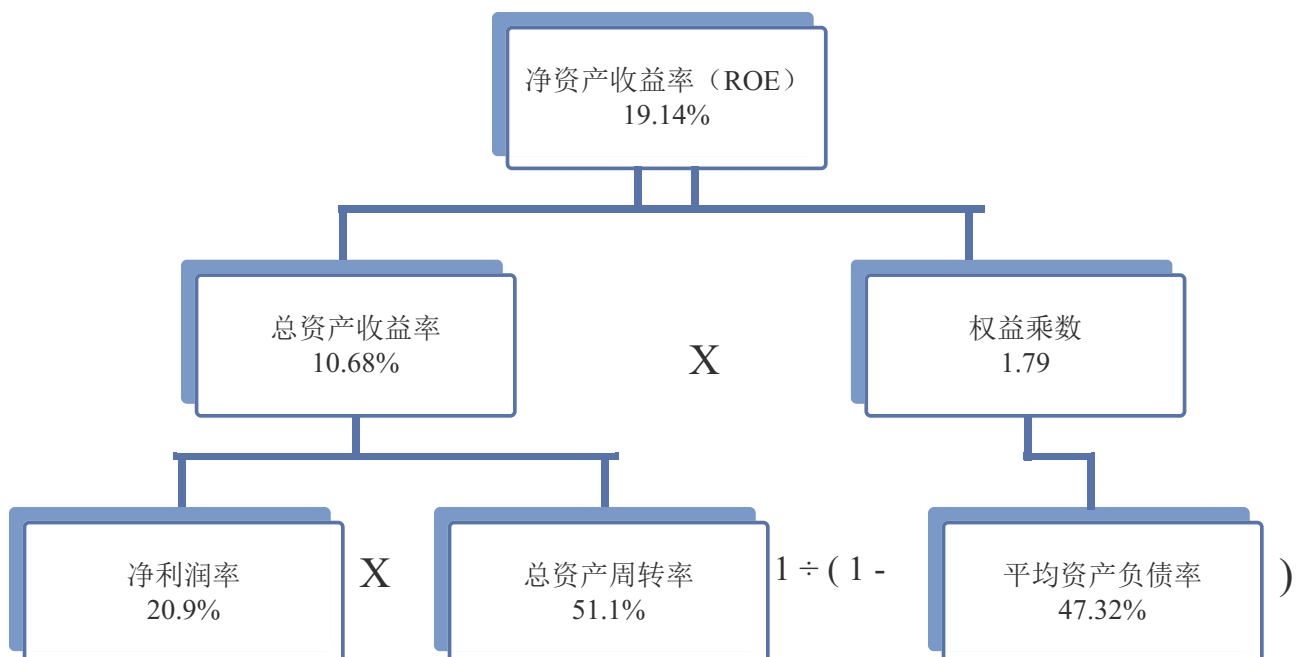 净资产收益率（ROE）
19.14%
总资产收益率
10.68%
X
权益乘数
1.79
净利润率
20.9%
X
总资产周转率
51.1%
1 ÷ ( 1 -
平均资产负债率
47.32%
)